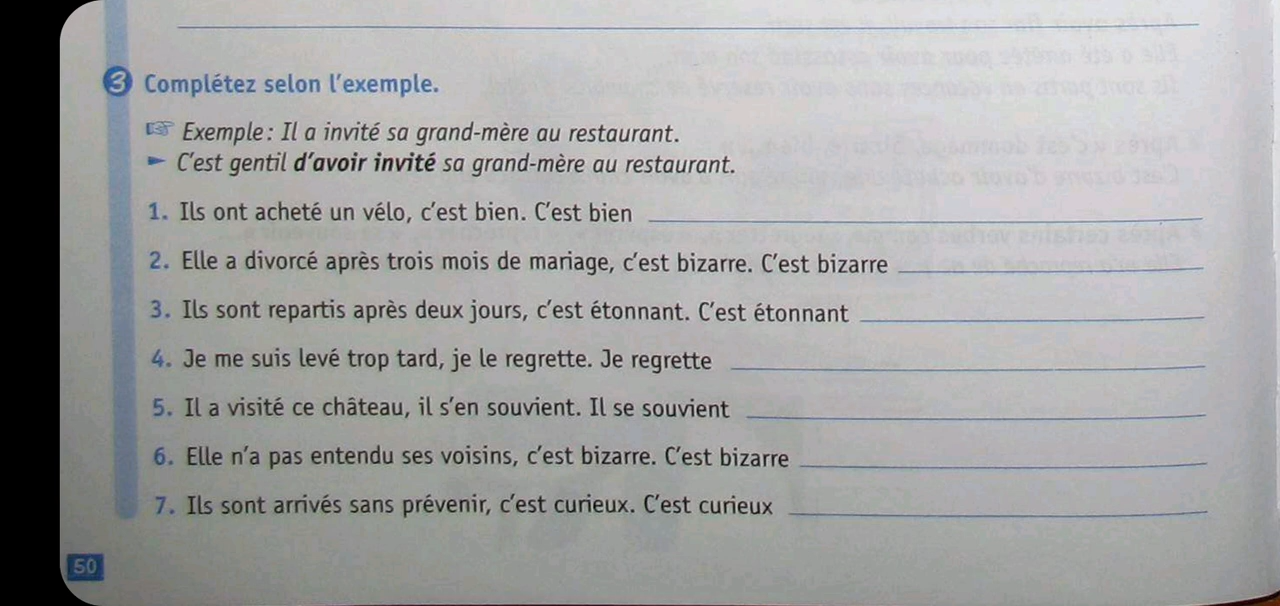 3 Complétez selon l'exemple.
☞ Exemple : Il a invité sa grand-mère au restaurant.
► C'est gentil d'avoir invité sa grand-mère au restaurant.
1. Ils ont acheté un vélo, c'est bien. C'est bien
2. Elle a divorcé après trois mois de mariage, c'est bizarre. C'est bizarre
3. Ils sont repartis après deux jours, c'est étonnant. C'est étonnant
4. Je me suis levé trop tard, je le regrette. Je regrette
5. Il a visité ce château, il s'en souvient. Il se souvient
6. Elle n'a pas entendu ses voisins, c'est bizarre. C'est bizarre
7. Ils sont arrivés sans prévenir, c'est curieux. C'est curieux
50